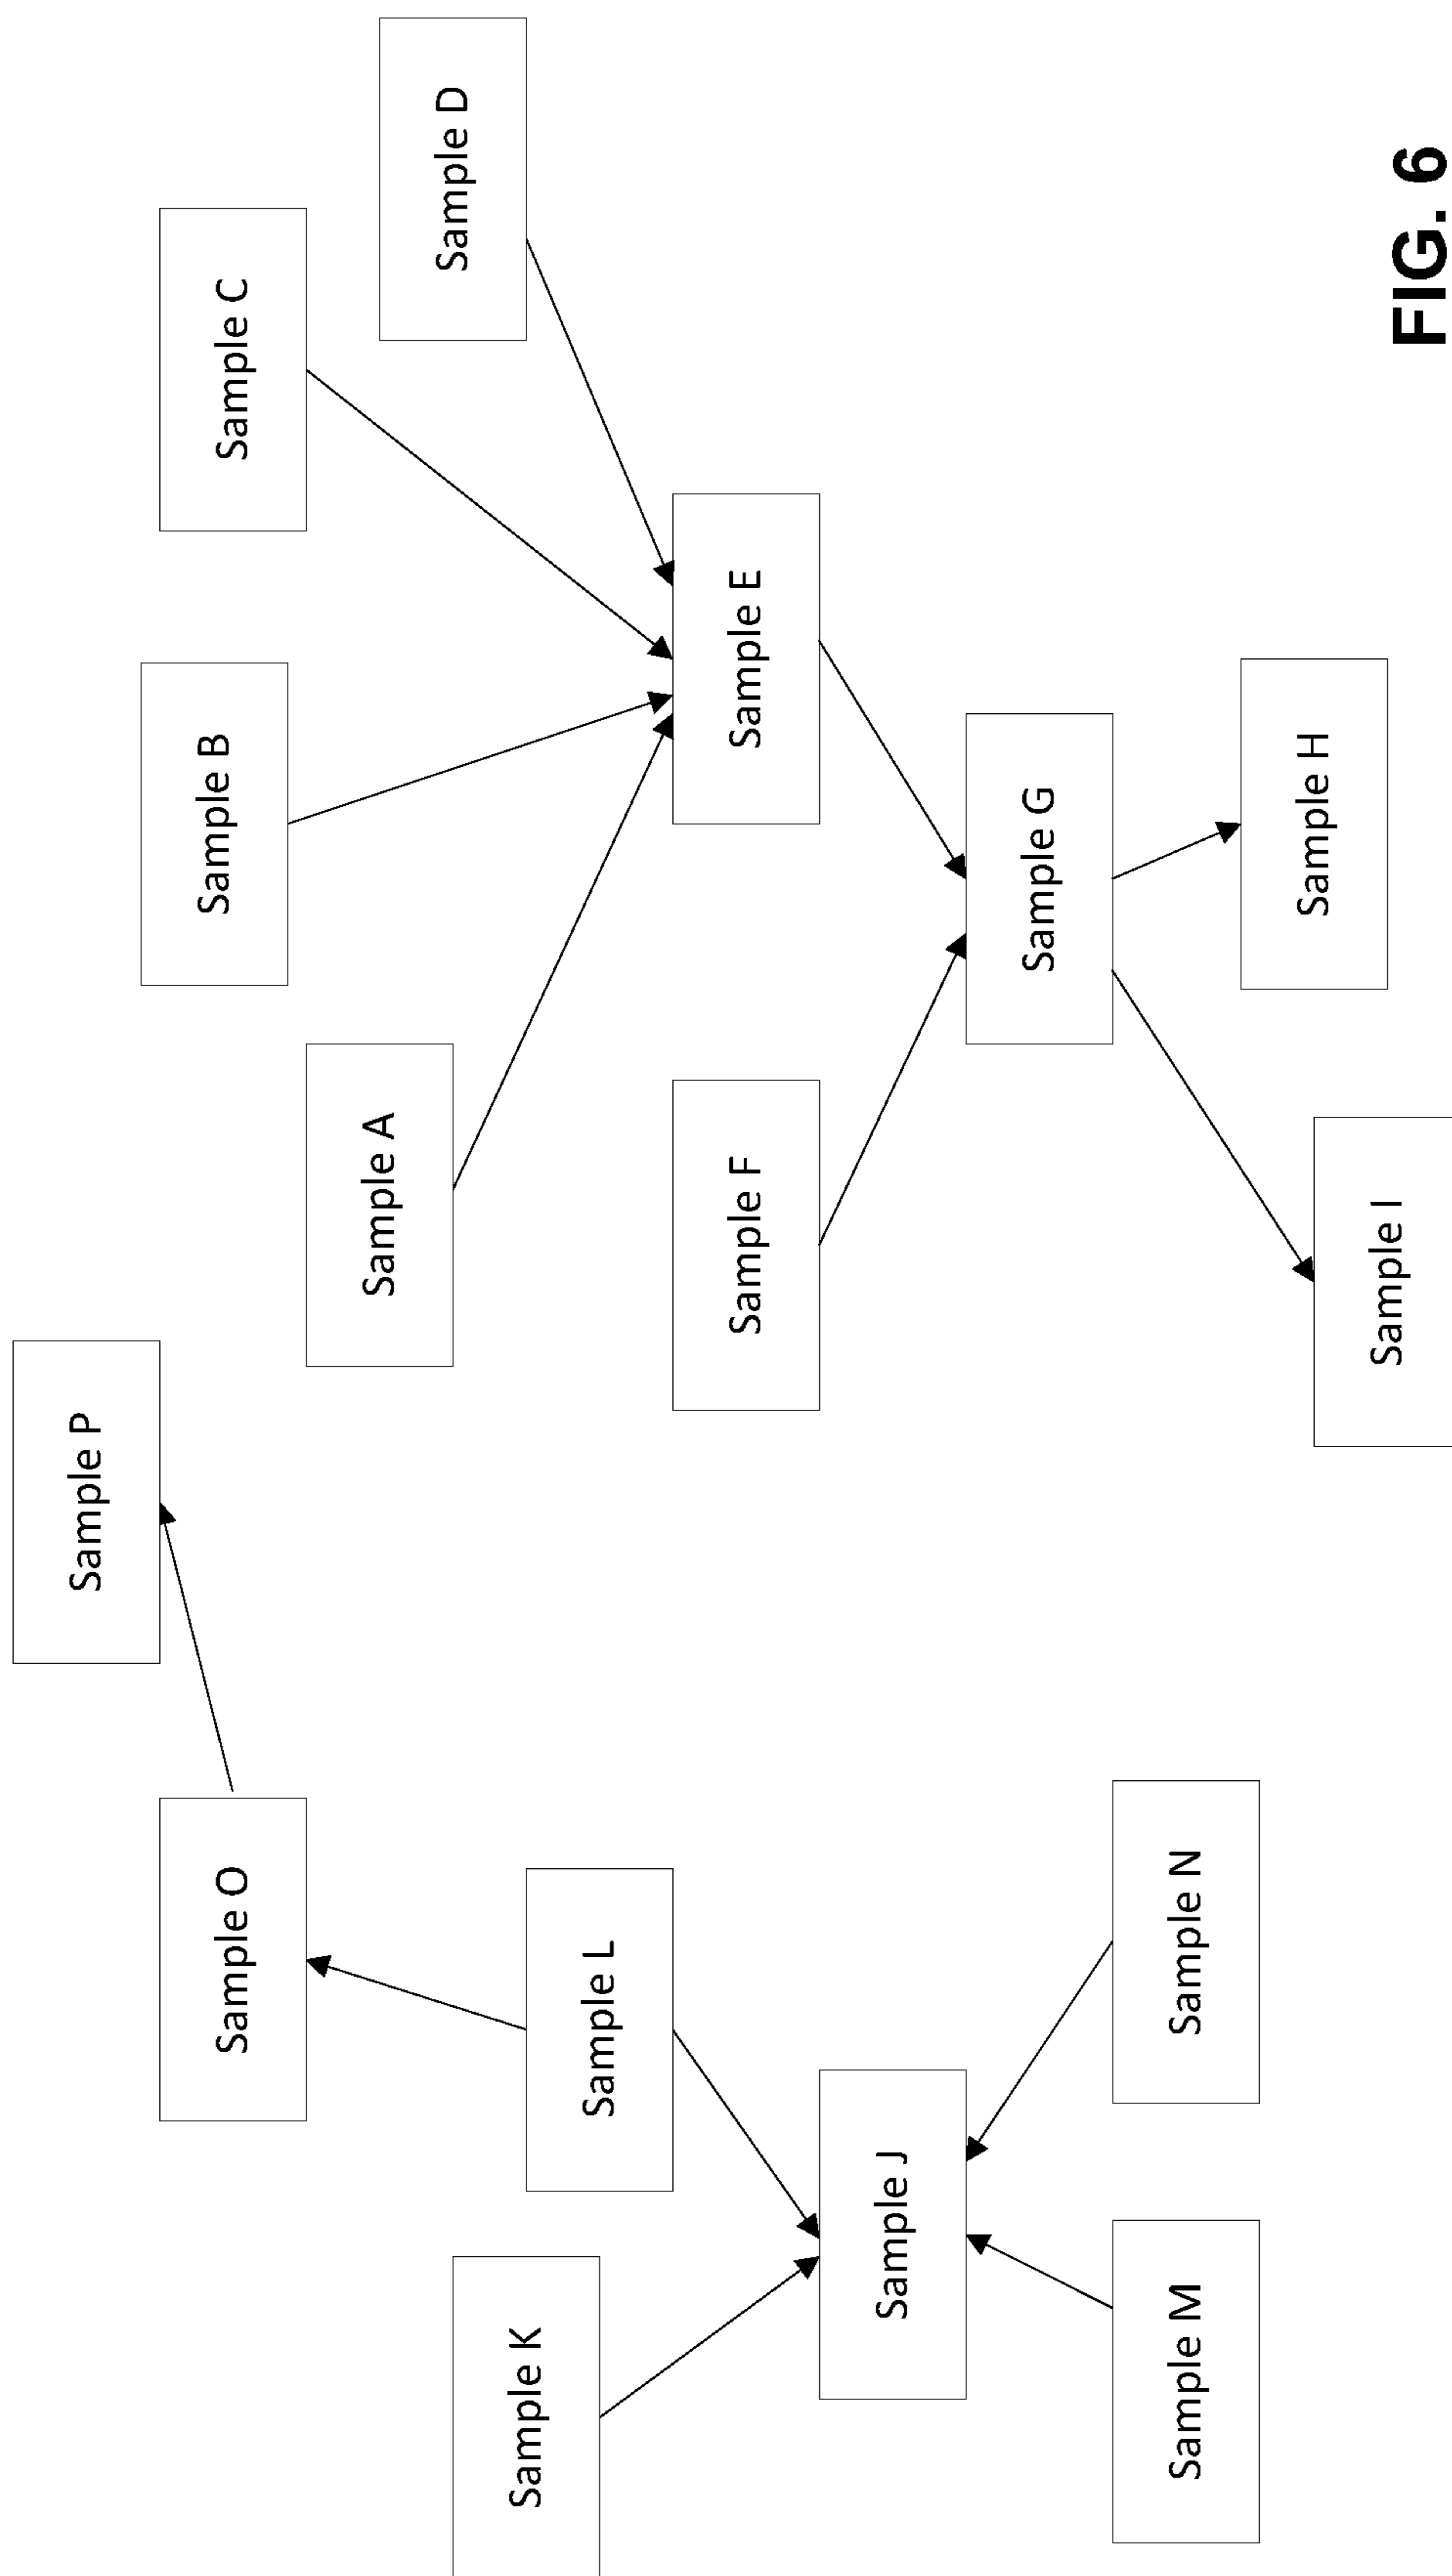 Sample P
Sample O
Sample B
Sample C
Sample A
Sample D
Sample K
Sample L
Sample F
Sample E
Sample J
Sample G
Sample M
Sample N
Sample H
Sample I
FIG. 6